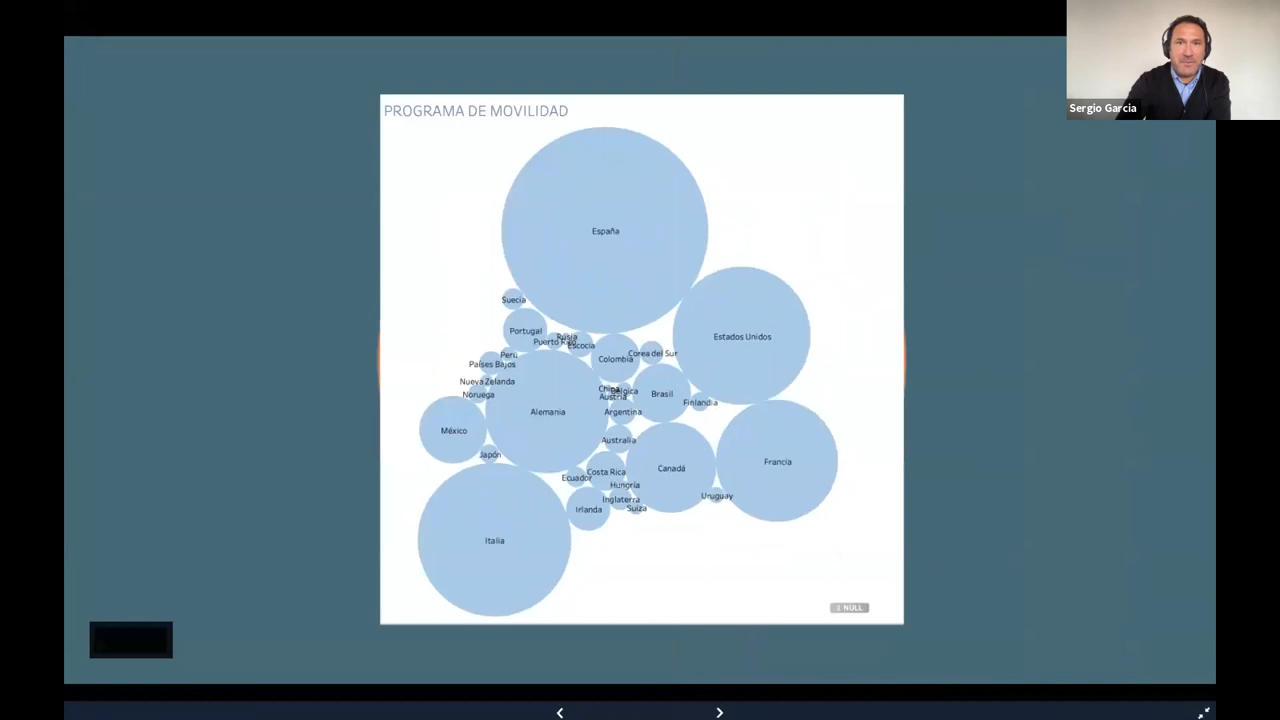 Sergio Garcia
PROGRAMA DE MOVILIDAD
España
Suecia
Portugal
Rusia
Puerto Rico
Escocia
Estados Unidos
Perú
Colombia
Corea del Sur
Países Bajos
Nueva Zelanda
Noruega
China
Bélgica
Austria
Brasil
Finlandia
Alemania
Argentina
México
Australia
Japón
Costa Rica
Canadá
Francia
Ecuador
Hungría
Inglaterra
Uruguay
Irlanda
Suiza
Italia
NULL